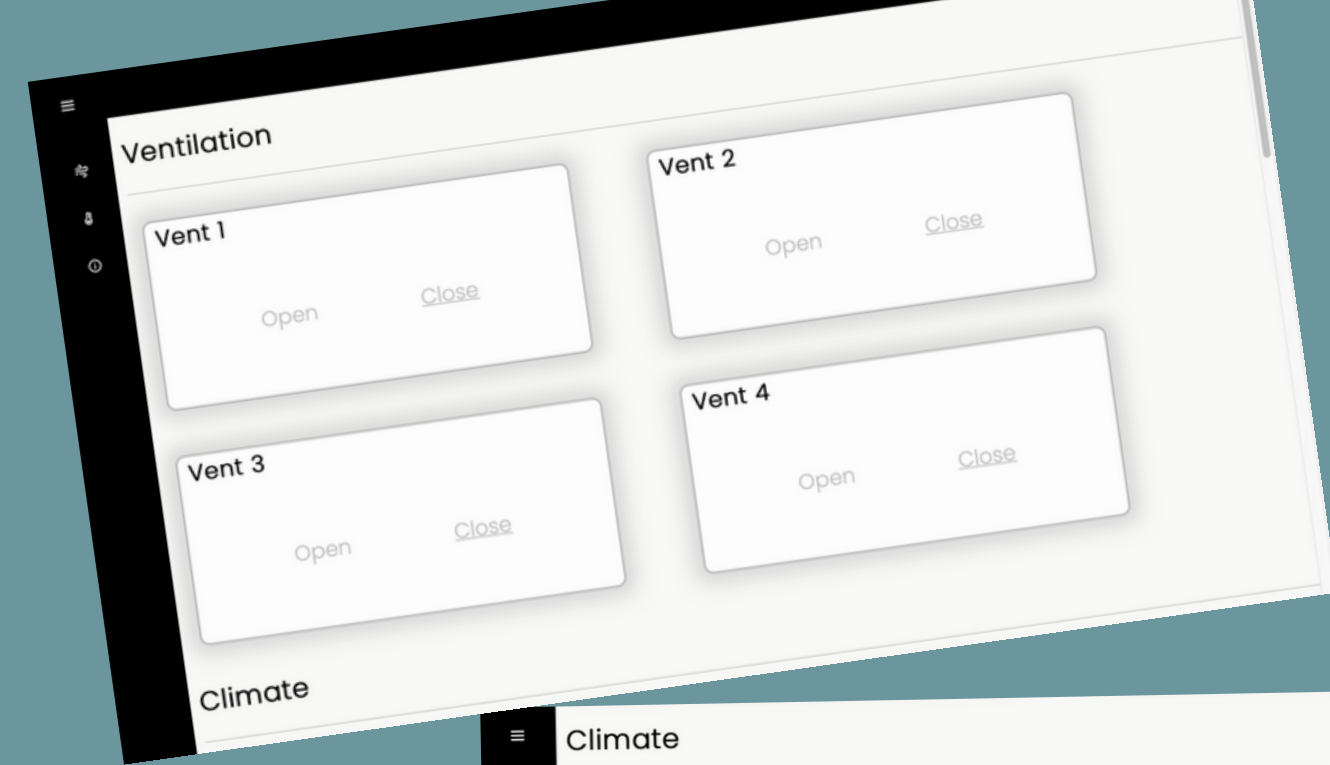 Ventilation
Vent 1
Open Close
Vent 2
Open Close
Vent 3
Open Close
Vent 4
Open Close
Climate
Climate